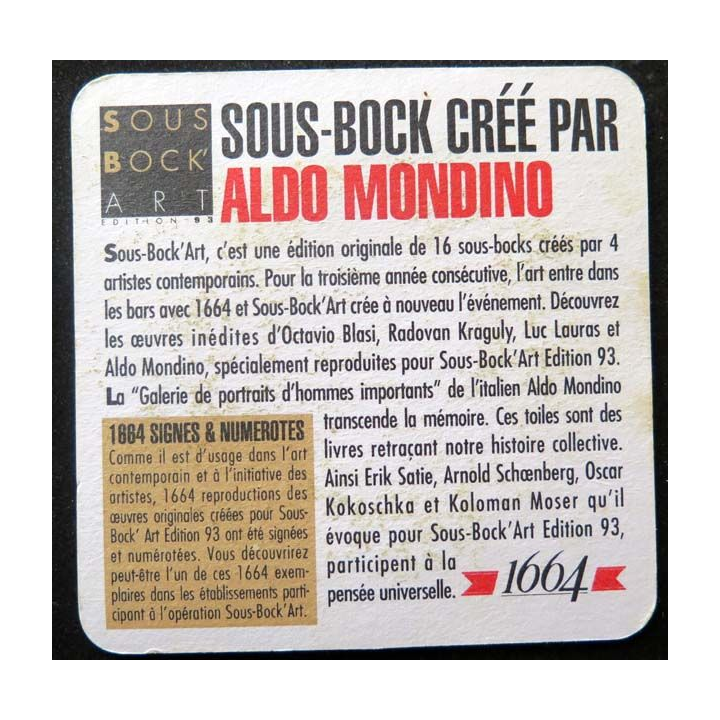 SOUS
BOCK'
ART
EDITION 93
SOUS-BOCK CRÉÉ PAR
ALDO MONDINO
Sous-Bock'Art, c'est une édition originale de 16 sous-bocks créés par 4
artistes contemporains. Pour la troisième année consécutive, l'art entre dans
les bars avec 1664 et Sous-Bock'Art crée à nouveau l'événement. Découvrez
les œuvres inédites d'Octavio Blasi, Radovan Kraguly, Luc Lauras et
Aldo Mondino, spécialement reproduites pour Sous-Bock'Art Edition 93.
La "Galerie de portraits d'hommes importants" de l'italien Aldo Mondino
transcende la mémoire. Ces toiles sont des
livres retraçant notre histoire collective.
Ainsi Erik Satie, Arnold Schœnberg, Oscar
Kokoschka et Koloman Moser qu'il
évoque pour Sous-Bock'Art Edition 93,
participent à la
pensée universelle.
1664 SIGNES & NUMEROTES
Comme il est d'usage dans l'art
contemporain et à l'initiative des
artistes, 1664 reproductions des
œuvres originales créées pour Sous-
Bock' Art Edition 93 ont été signées
et numérotées. Vous découvrirez
peut-être l'un de ces 1664 exem-
plaires dans les établissements parti-
cipant à l'opération Sous-Bock'Art.
1664